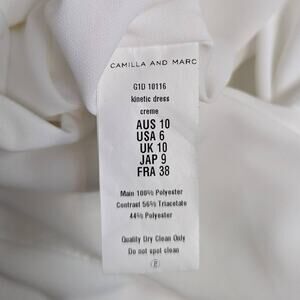 CAMILLA AND MARC
G1D 10116
kinetic dress
creme
AUS 10
USA 6
UK 10
JAP 9
FRA 38
Main 100% Polyester
Contrast 56% Triacetate
44% Polyester
Quality Dry Clean Only
Do not spot clean
P